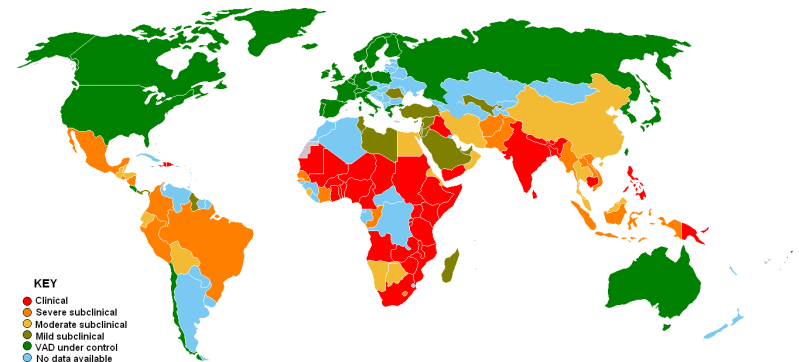 KEY
Clinical
Severe subclinical
Moderate subclinical
Mild subclinical
VAD under control
No data available